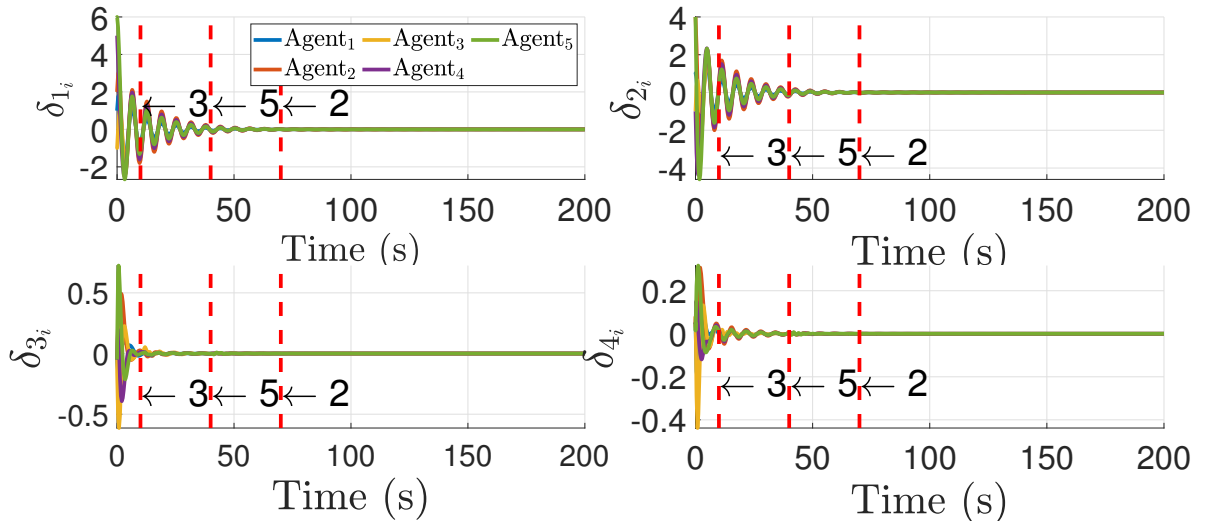 6
4
2
0
-2
δ₁ᵢ
Agent₁ Agent₃ Agent₅
Agent₂ Agent₄
← 3 ← 5 ← 2
0 50 100 150 200
Time (s)
4
2
0
-2
-4
δ₂ᵢ
← 3 ← 5 ← 2
0 50 100 150 200
Time (s)
0.5
0
-0.5
δ₃ᵢ
← 3 ← 5 ← 2
0 50 100 150 200
Time (s)
0.2
0
-0.2
-0.4
δ₄ᵢ
← 3 ← 5 ← 2
0 50 100 150 200
Time (s)